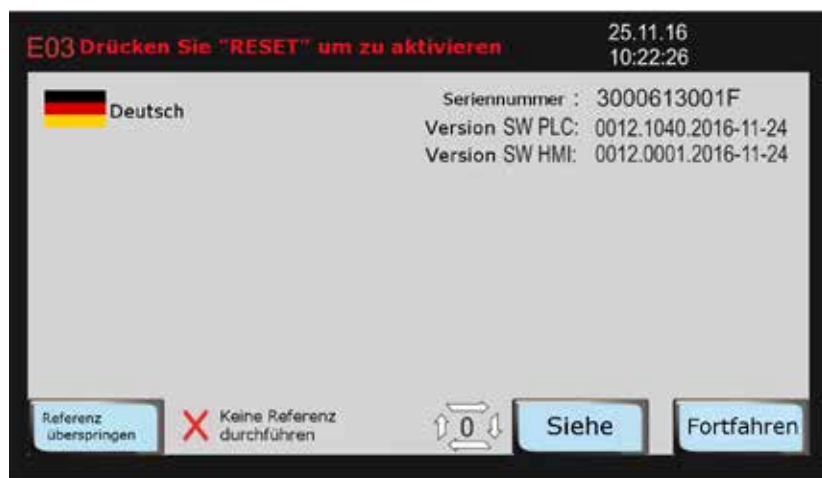 E03 Drücken Sie "RESET" um zu aktivieren
25.11.16
10:22:26
Deutsch
Seriennummer : 3000613001F
Version SW PLC: 0012.1040.2016-11-24
Version SW HMI: 0012.0001.2016-11-24
Referenz
überspringen
Keine Referenz
durchführen
0
Siehe
Fortfahren